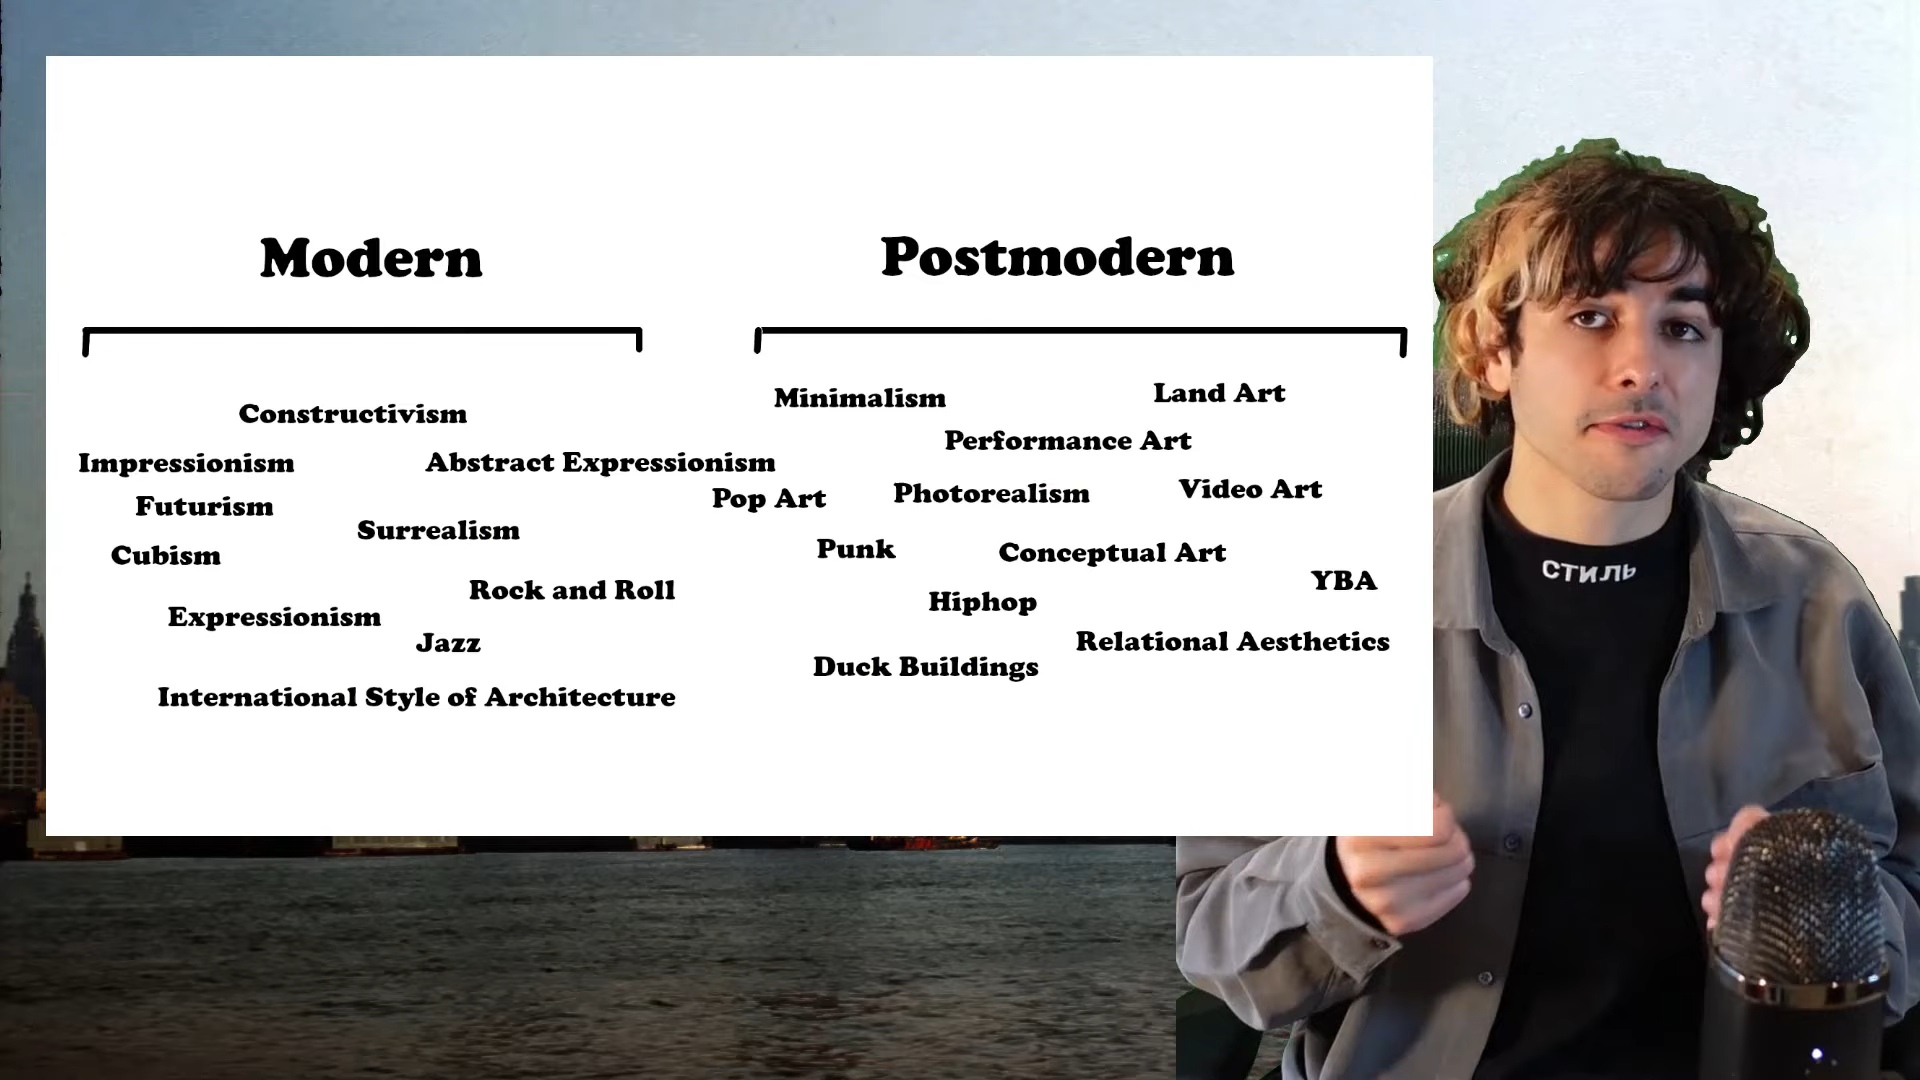 Modern
Postmodern
Constructivism
Impressionism
Abstract Expressionism
Futurism
Surrealism
Cubism
Rock and Roll
Expressionism
Jazz
International Style of Architecture
Minimalism
Land Art
Performance Art
Pop Art
Photorealism
Video Art
Punk
Conceptual Art
YBA
Hiphop
Relational Aesthetics
Duck Buildings
СТИЛЬ